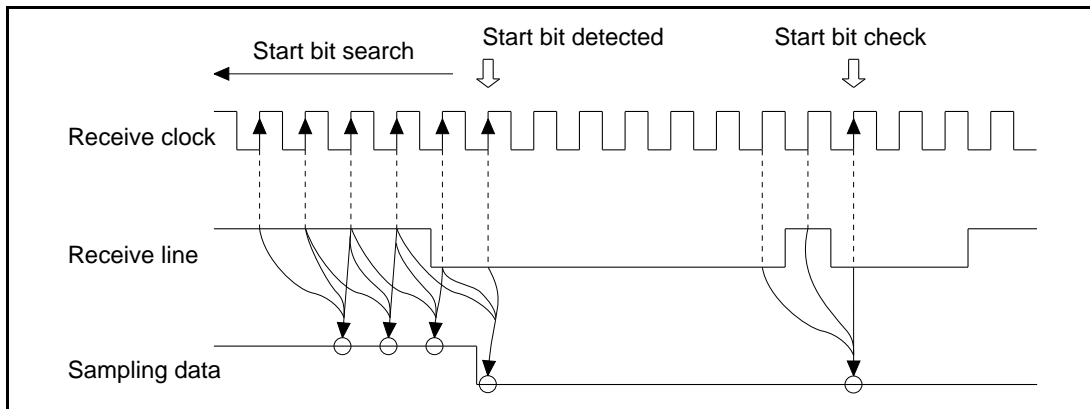 Start bit search
Start bit detected
Start bit check
Receive clock
Receive line
Sampling data